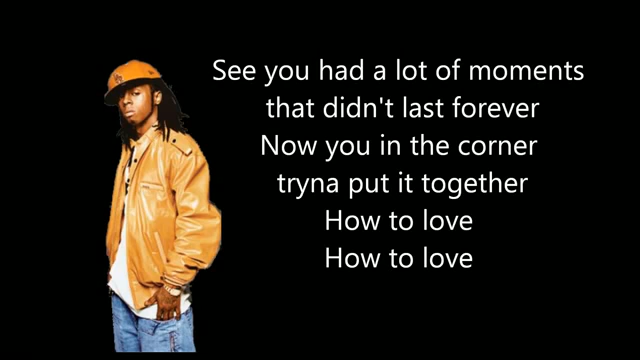 See you had a lot of moments
that didn't last forever
Now you in the corner
tryna put it together
How to love
How to love